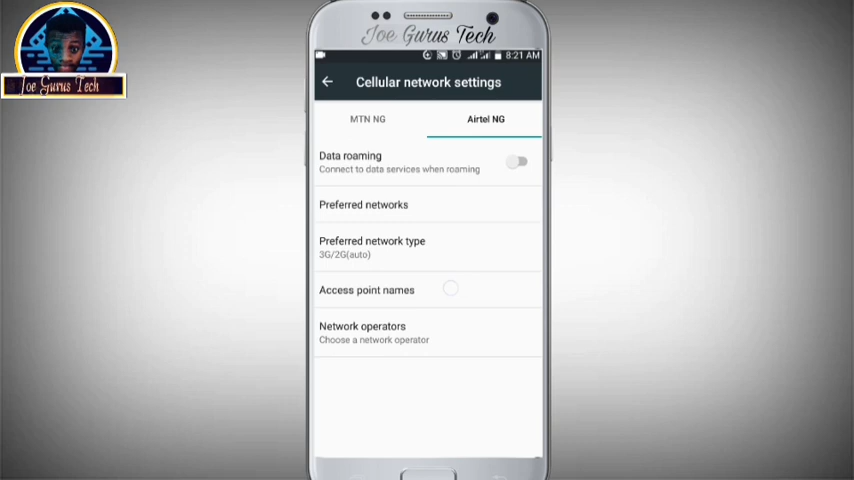 Joe Gurus Tech
Joe Gurus Tech
8:21 AM
Cellular network settings
MTN NG
Airtel NG
Data roaming
Connect to data services when roaming
Preferred networks
Preferred network type
3G/2G(auto)
Access point names
Network operators
Choose a network operator